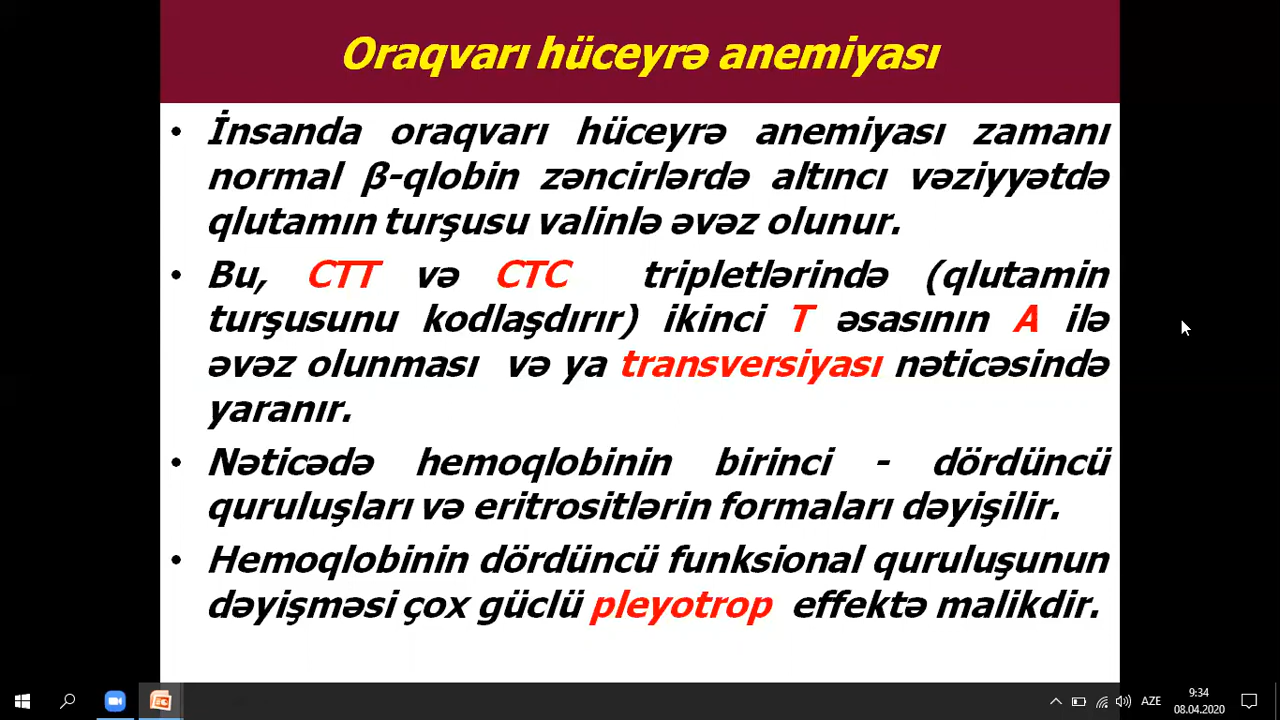 Oraqvarı hüceyrə anemiyası
• İnsanda oraqvarı hüceyrə anemiyası zamanı
normal β-qlobin zəncirlərdə altıncı vəziyyətdə
qlutamın turşusu valinlə əvəz olunur.
• Bu, CTT və CTC tripletlərində (qlutamin
turşusunu kodlaşdırır) ikinci T əsasının A ilə
əvəz olunması və ya transversiyası nəticəsində
yaranır.
• Nəticədə hemoqlobinin birinci - dördüncü
quruluşları və eritrositlərin formaları dəyişilir.
• Hemoqlobinin dördüncü funksional quruluşunun
dəyişməsi çox güclü pleyotrop effektə malikdir.
AZE
9:34
08.04.2020